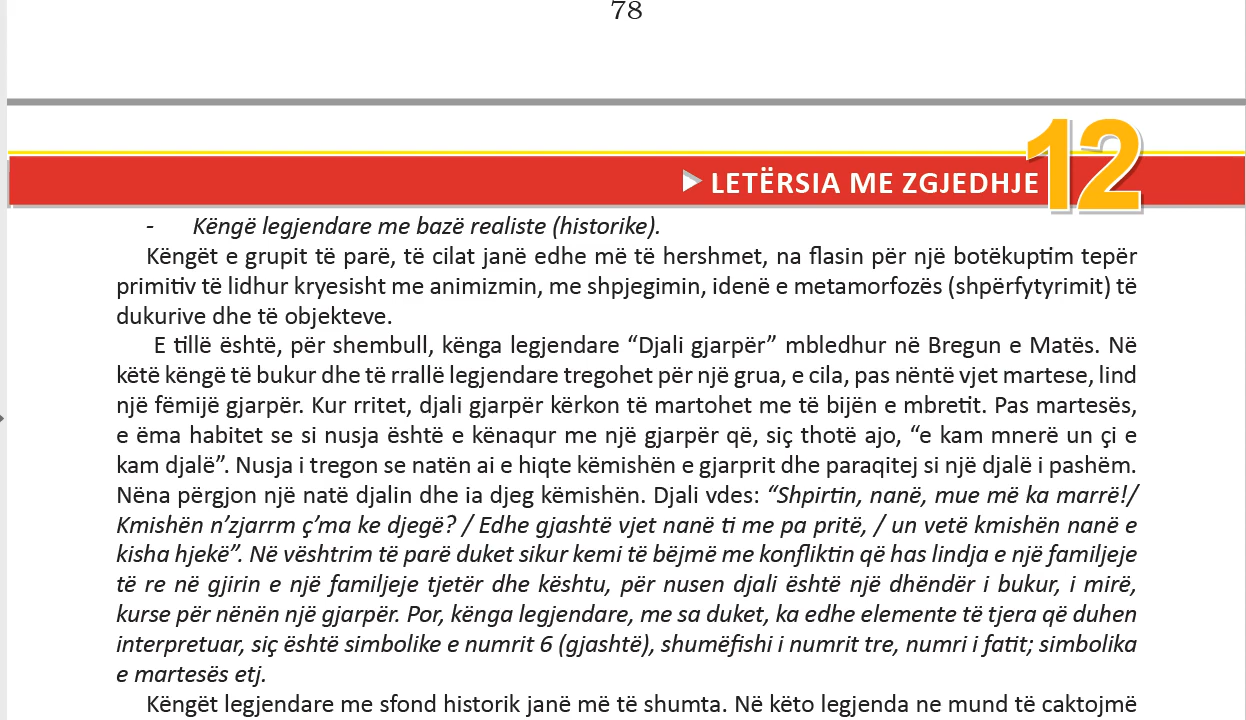 78
LETËRSIA ME ZGJEDHJE 12
- Këngë legjendare me bazë realiste (historike).
Këngët e grupit të parë, të cilat janë edhe më të hershmet, na flasin për një botëkuptim tepër
primitiv të lidhur kryesisht me animizmin, me shpjegimin, idenë e metamorfozës (shpërfytyrimit) të
dukurive dhe të objekteve.
E tillë është, për shembull, kënga legjendare “Djali gjarpër” mbledhur në Bregun e Matës. Në
këtë këngë të bukur dhe të rrallë legjendare tregohet për një grua, e cila, pas nëntë vjet martese, lind
një fëmijë gjarpër. Kur rritet, djali gjarpër kërkon të martohet me të bijën e mbretit. Pas martesës,
e ëma habitet se si nusja është e kënaqur me një gjarpër që, siç thotë ajo, “e kam mnerë un çi e
kam djalë”. Nusja i tregon se natën ai e hiqte këmishën e gjarprit dhe paraqitej si një djalë i pashëm.
Nëna përgjon një natë djalin dhe ia djeg këmishën. Djali vdes: “Shpirtin, nanë, mue më ka marrë!/
Kmishën n’zjarrm ç’ma ke djegë? / Edhe gjashtë vjet nanë ti me pa pritë, / un vetë kmishën nanë e
kisha hjekë”. Në vështrim të parë duket sikur kemi të bëjmë me konfliktin që has lindja e një familjeje
të re në gjirin e një familjeje tjetër dhe kështu, për nusen djali është një dhëndër i bukur, i mirë,
kurse për nënën një gjarpër. Por, kënga legjendare, me sa duket, ka edhe elemente të tjera që duhen
interpretuar, siç është simbolike e numrit 6 (gjashtë), shumëfishi i numrit tre, numri i fatit; simbolika
e martesës etj.
Këngët legjendare me sfond historik janë më të shumta. Në këto legjenda ne mund të caktojmë